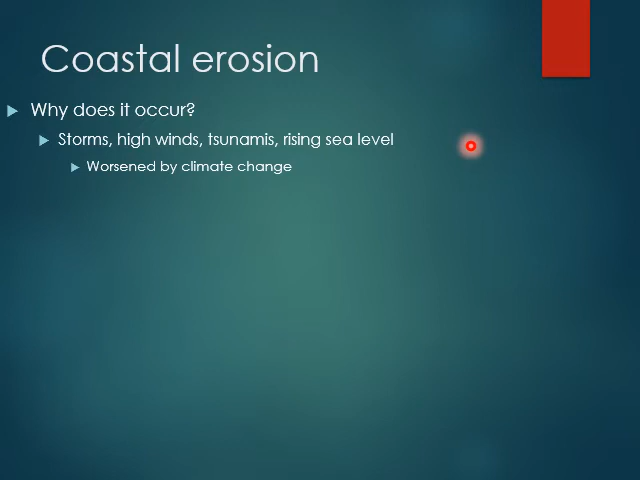 Coastal erosion
Why does it occur?
Storms, high winds, tsunamis, rising sea level
Worsened by climate change